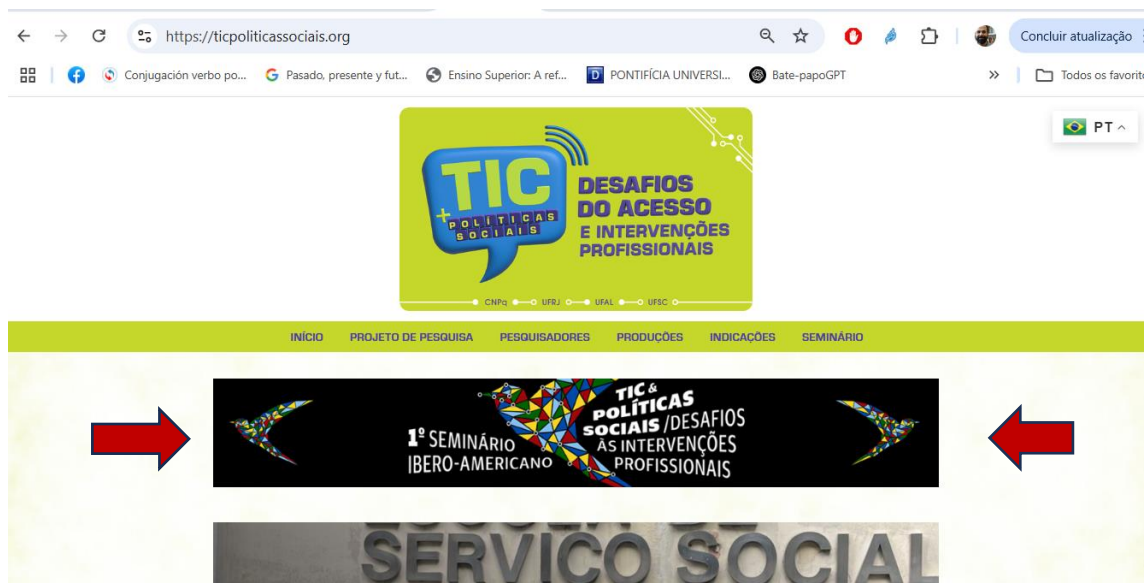 https://ticpoliticassociais.org
Concluir atualização
Conjugación verbo po...
Pasado, presente y fut...
Ensino Superior: A ref...
PONTIFÍCIA UNIVERSI...
Bate-papoGPT
»
Todos os favorito
PT
TIC
+POLÍTICAS
SOCIAIS
DESAFIOS
DO ACESSO
E INTERVENÇÕES
PROFISSIONAIS
CNPq UFRJ UFAL UFSC
INÍCIO PROJETO DE PESQUISA PESQUISADORES PRODUÇÕES INDICAÇÕES SEMINÁRIO
1º SEMINÁRIO
IBERO-AMERICANO
TIC &
POLÍTICAS
SOCIAIS/DESAFIOS
ÀS INTERVENÇÕES
PROFISSIONAIS
SERVIÇO SOCIAL